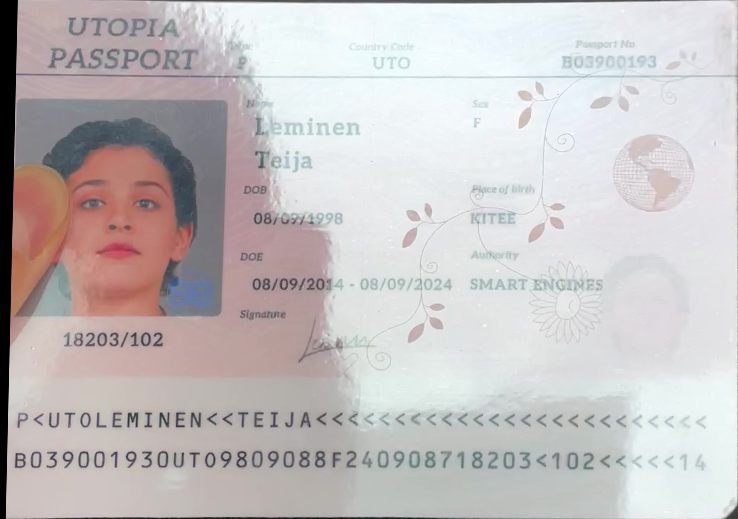 UTOPIA
PASSPORT
Type
P
Country Code
UTO
Passport No
B03900193
Name
Leminen
Teija
Sex
F
DOB
08/09/1998
Place of birth
KITEE
DOE
08/09/2014 - 08/09/2024
Authority
SMART ENGINES
Signature
18203/102
P<UTOLEMINEN<<TEIJA<<<<<<<<<<<<<<<<<<<<<<<<<
B039001930UTO9809088F240908718203<102<<<<<14